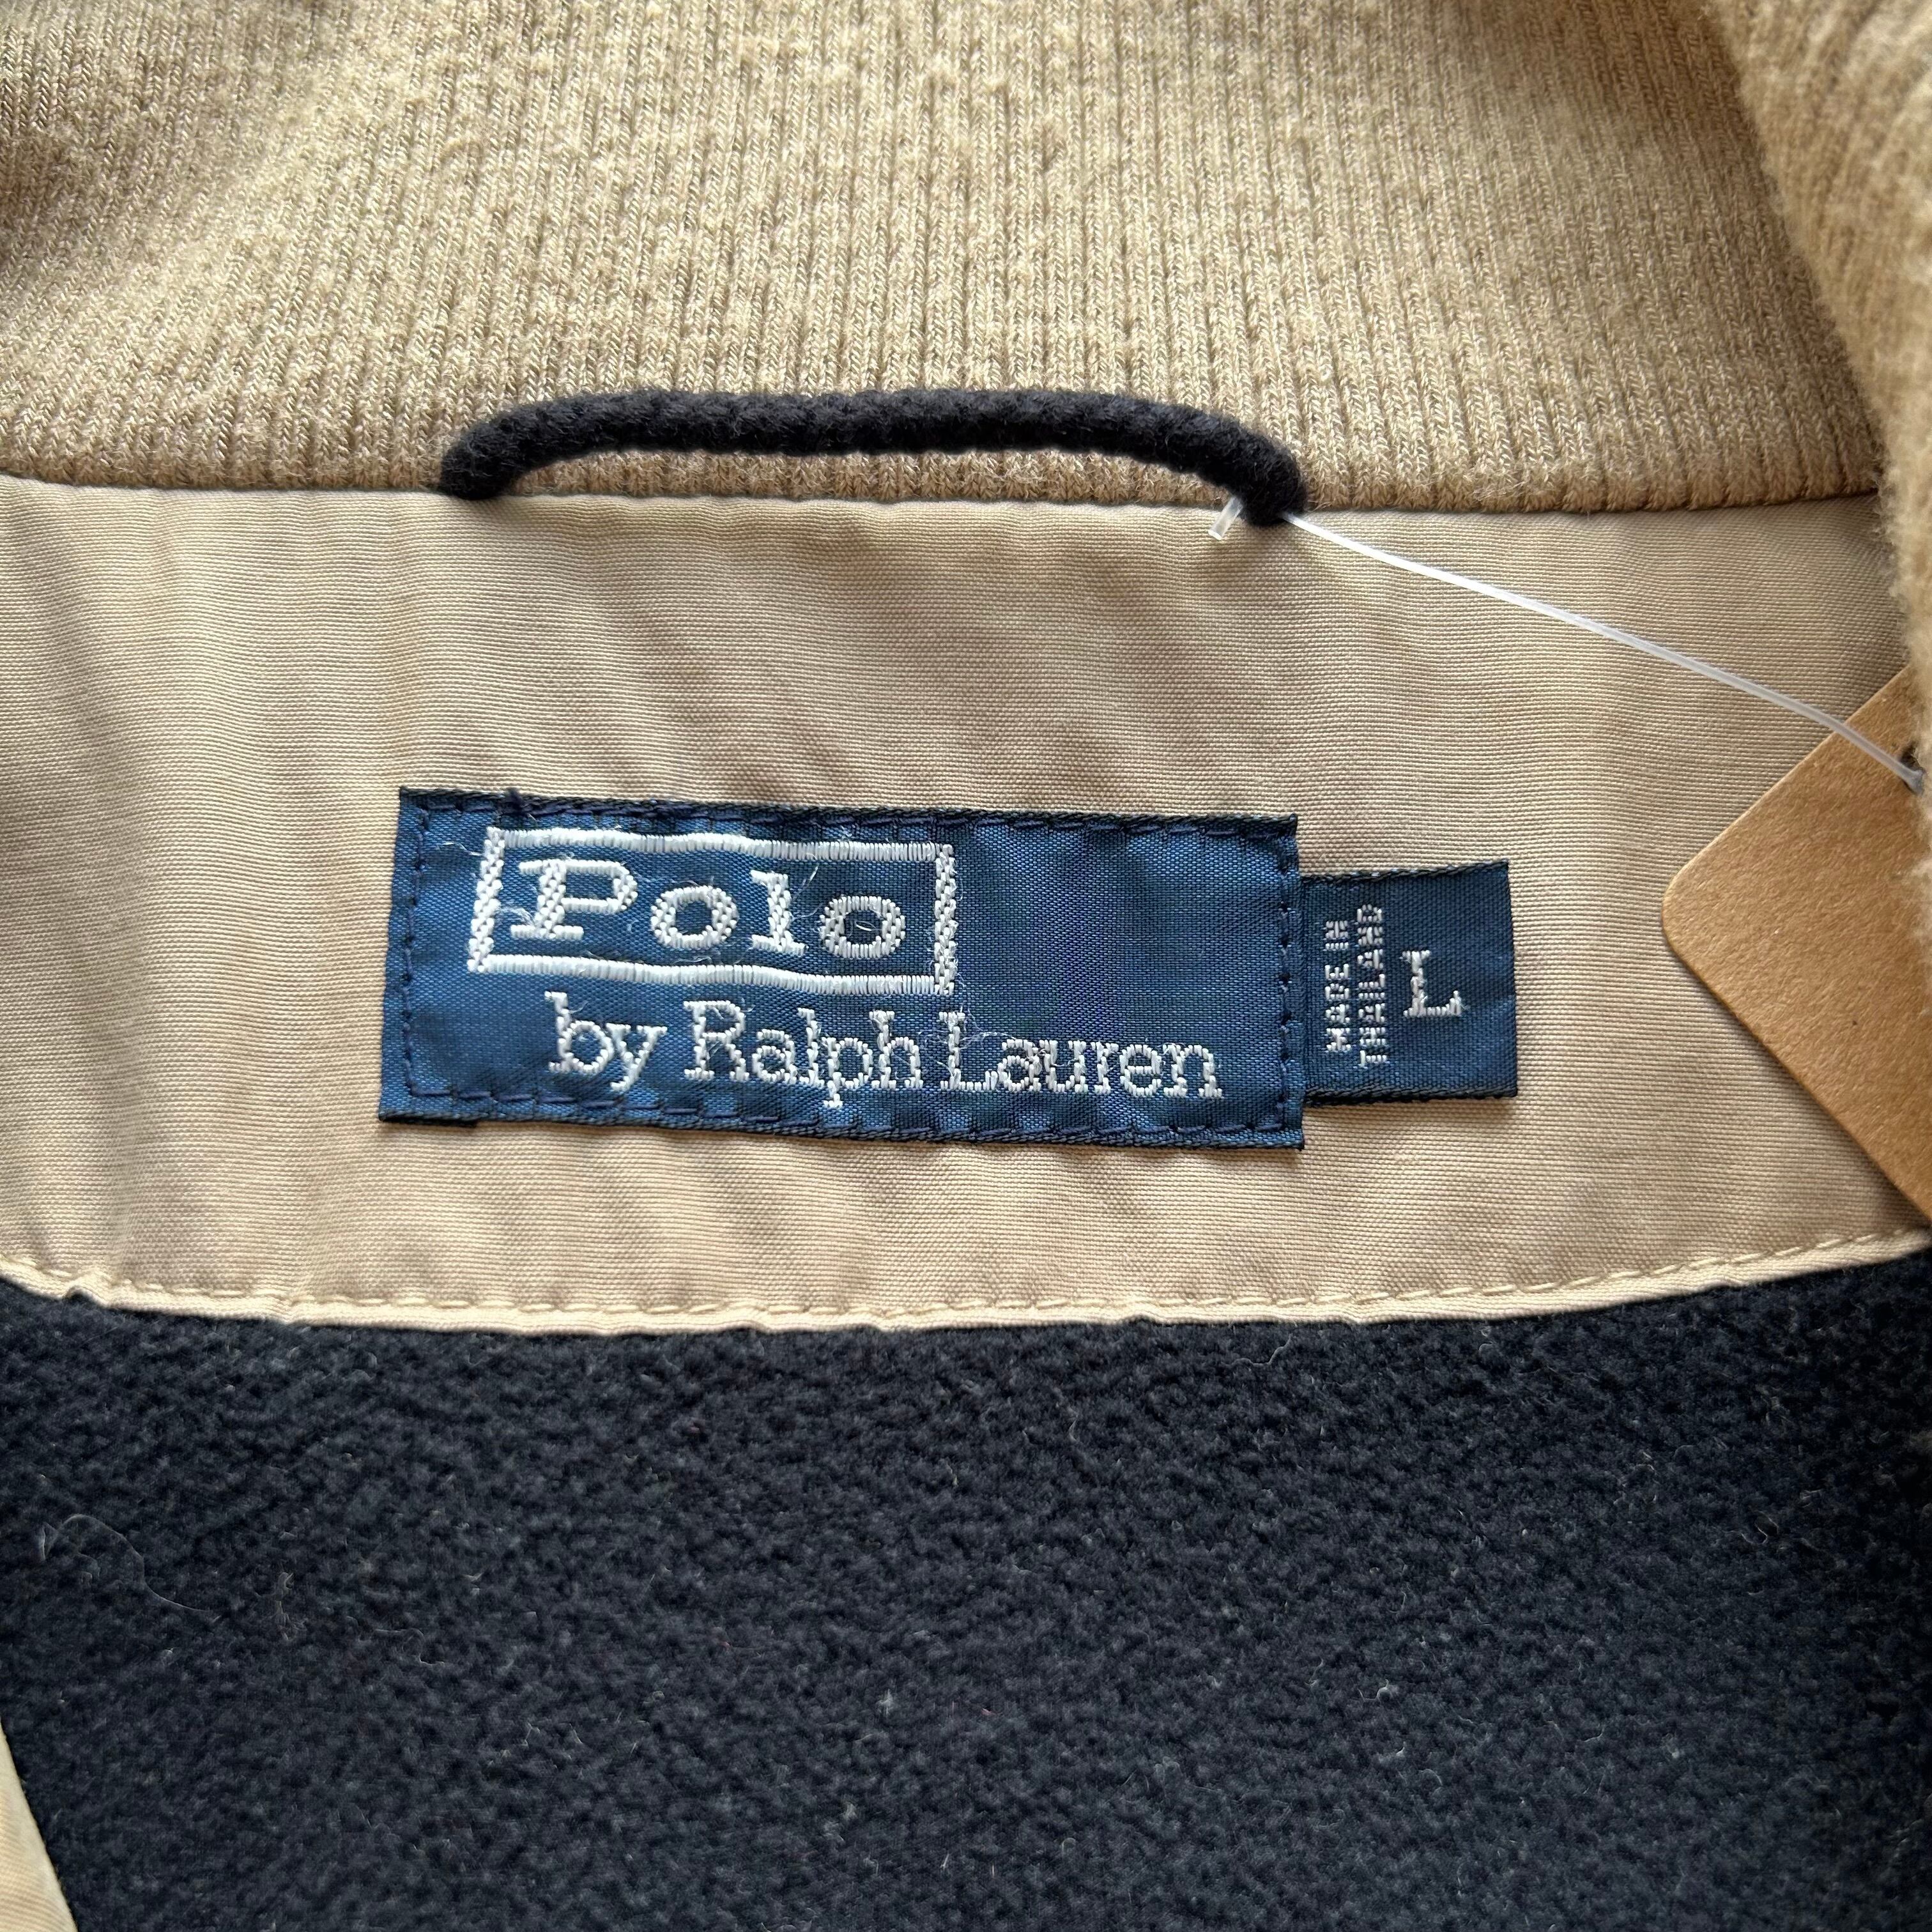 Polo
by Ralph Lauren
MADE IN
THAILAND
L